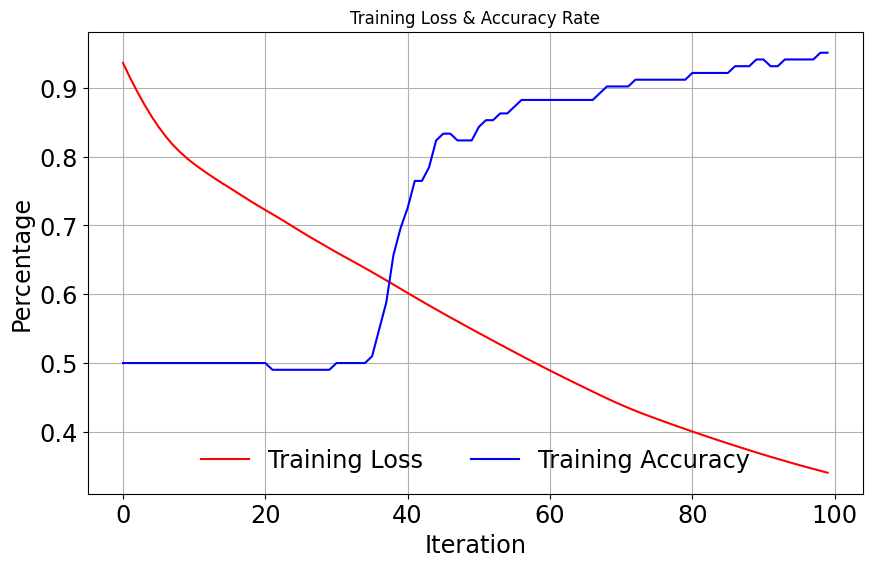 Training Loss & Accuracy Rate
Percentage
0.9
0.8
0.7
0.6
0.5
0.4
Training Loss Training Accuracy
0 20 40 60 80 100
Iteration